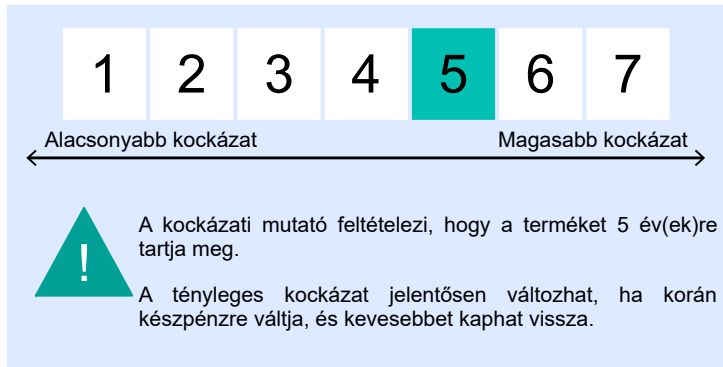 1 2 3 4 5 6 7
Alacsonyabb kockázat Magasabb kockázat
!
A kockázati mutató feltételezi, hogy a terméket 5 év(ek)re
tartja meg.
A tényleges kockázat jelentősen változhat, ha korán
készpénzre váltja, és kevesebbet kaphat vissza.